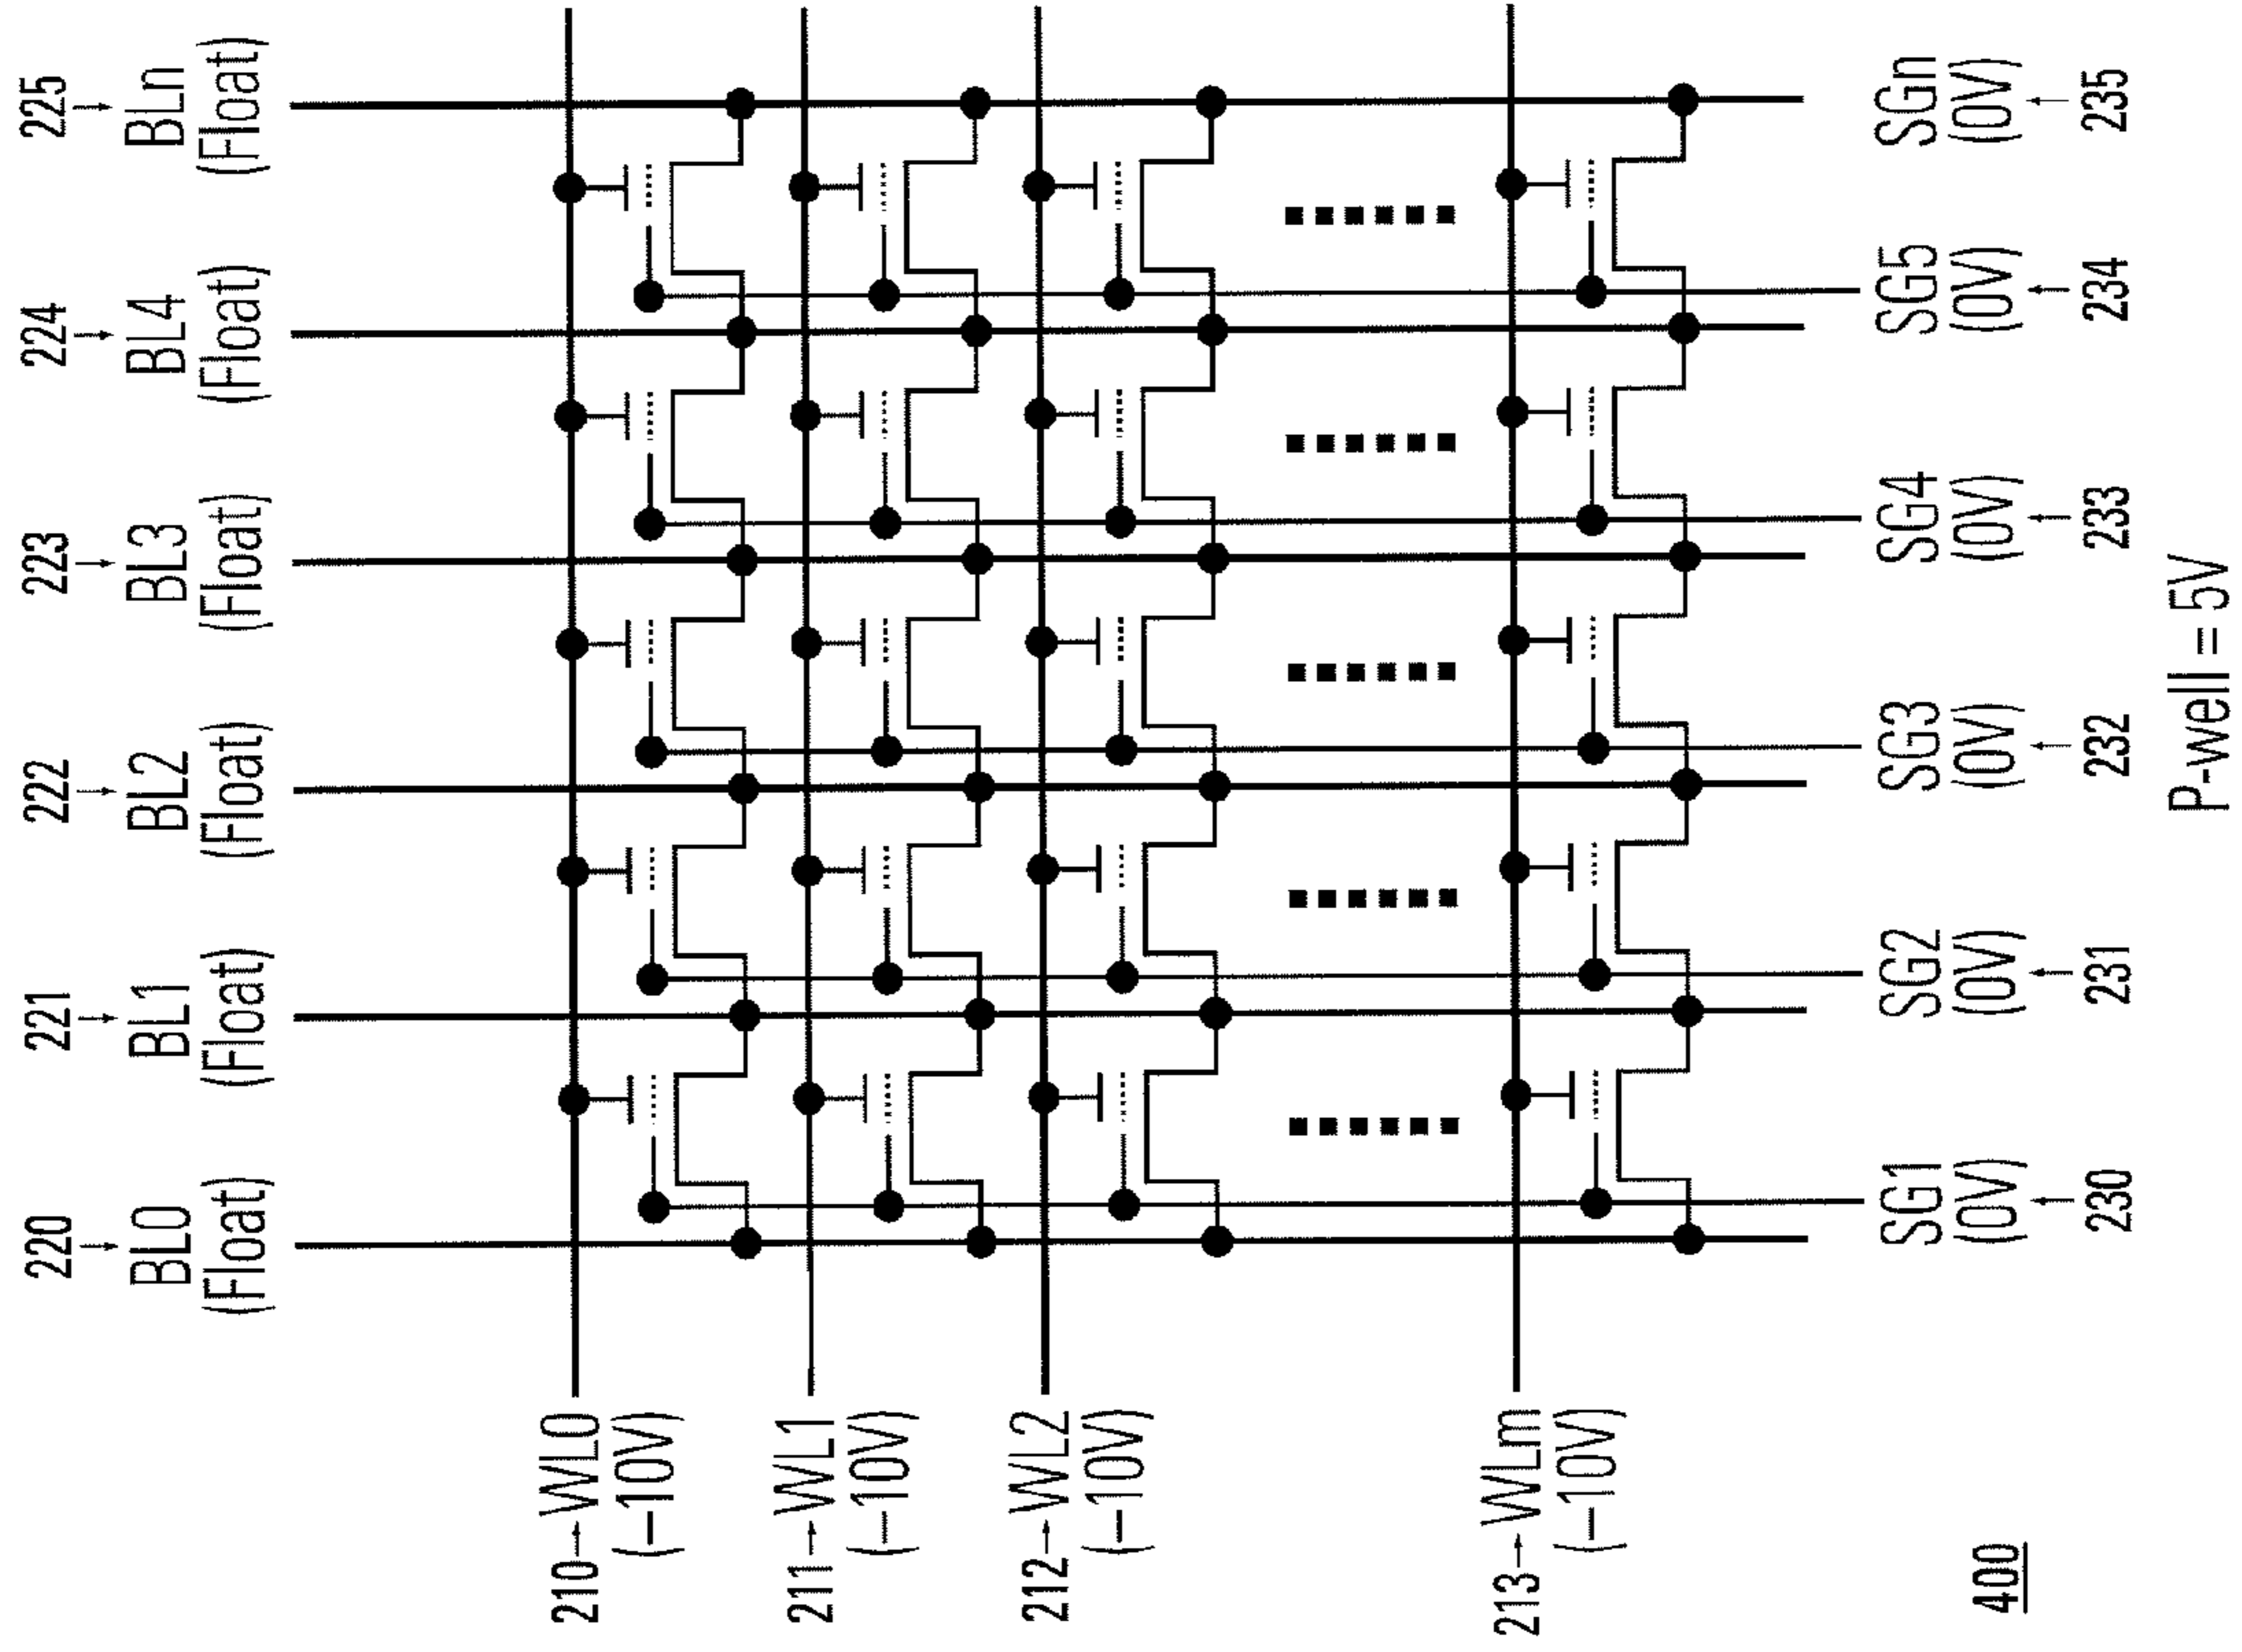 220 221 222 223 224 225
BL0 BL1 BL2 BL3 BL4 BLn
(Float) (Float) (Float) (Float) (Float) (Float)
210 WL0
(–10V)
211 WL1
(–10V)
212 WL2
(–10V)
213 WLm
(–10V)
SG1 SG2 SG3 SG4 SG5 SGn
(0V) (0V) (0V) (0V) (0V) (0V)
400
230 231 232 233 234 235
P-well = 5V